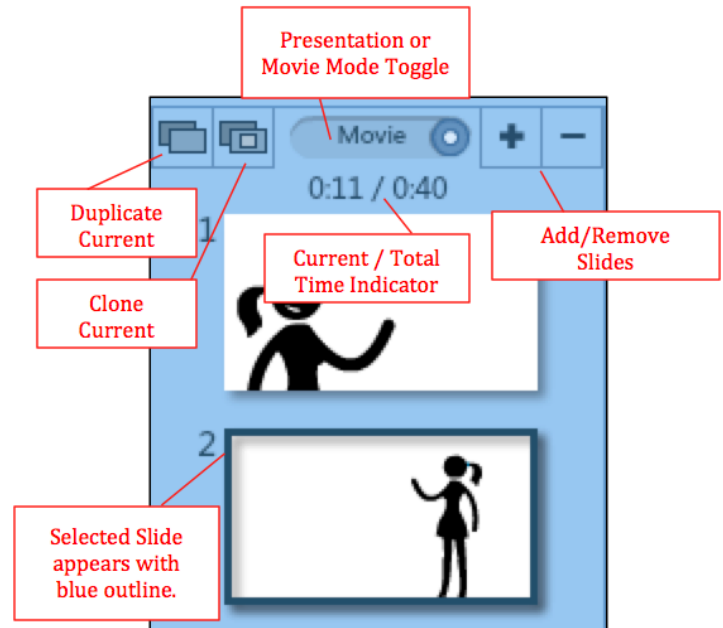 Presentation or
Movie Mode Toggle
Movie
0:11 / 0:40
Duplicate
Current
1
Current / Total
Time Indicator
Add/Remove
Slides
Clone
Current
2
Selected Slide
appears with
blue outline.